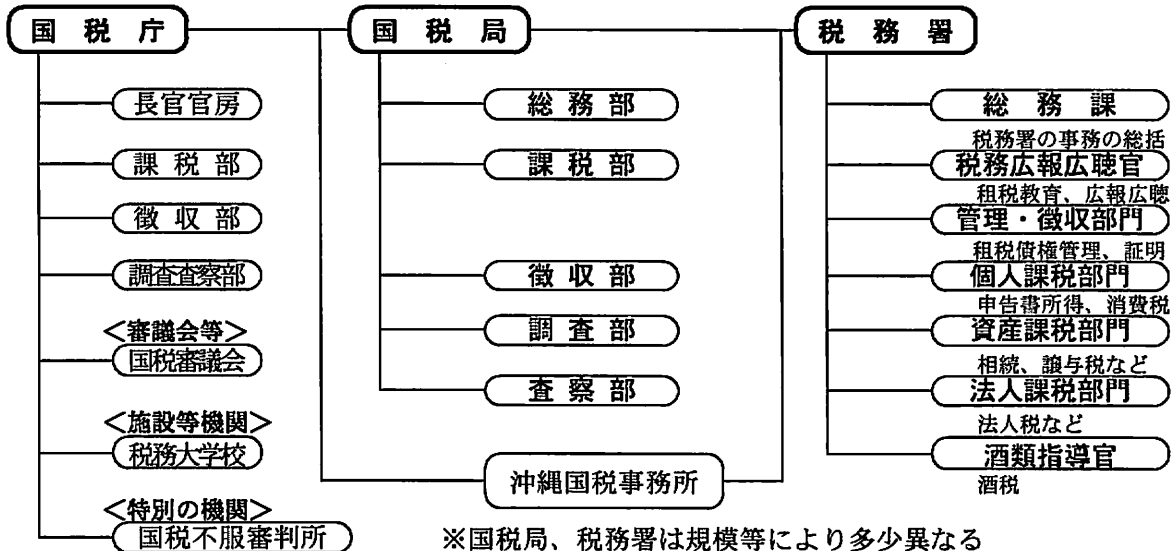 国税庁
国税局
税務署
長官官房
課税部
徴収部
調査査察部
＜審議会等＞
国税審議会
＜施設等機関＞
税務大学校
＜特別の機関＞
国税不服審判所
総務部
課税部
徴収部
調査部
査察部
沖縄国税事務所
総務課
税務署の事務の総括
税務広報広聴官
租税教育、広報広聴
管理・徴収部門
租税債権管理、証明
個人課税部門
申告書所得、消費税
資産課税部門
相続、譲与税など
法人課税部門
法人税など
酒類指導官
酒税
※国税局、税務署は規模等により多少異なる